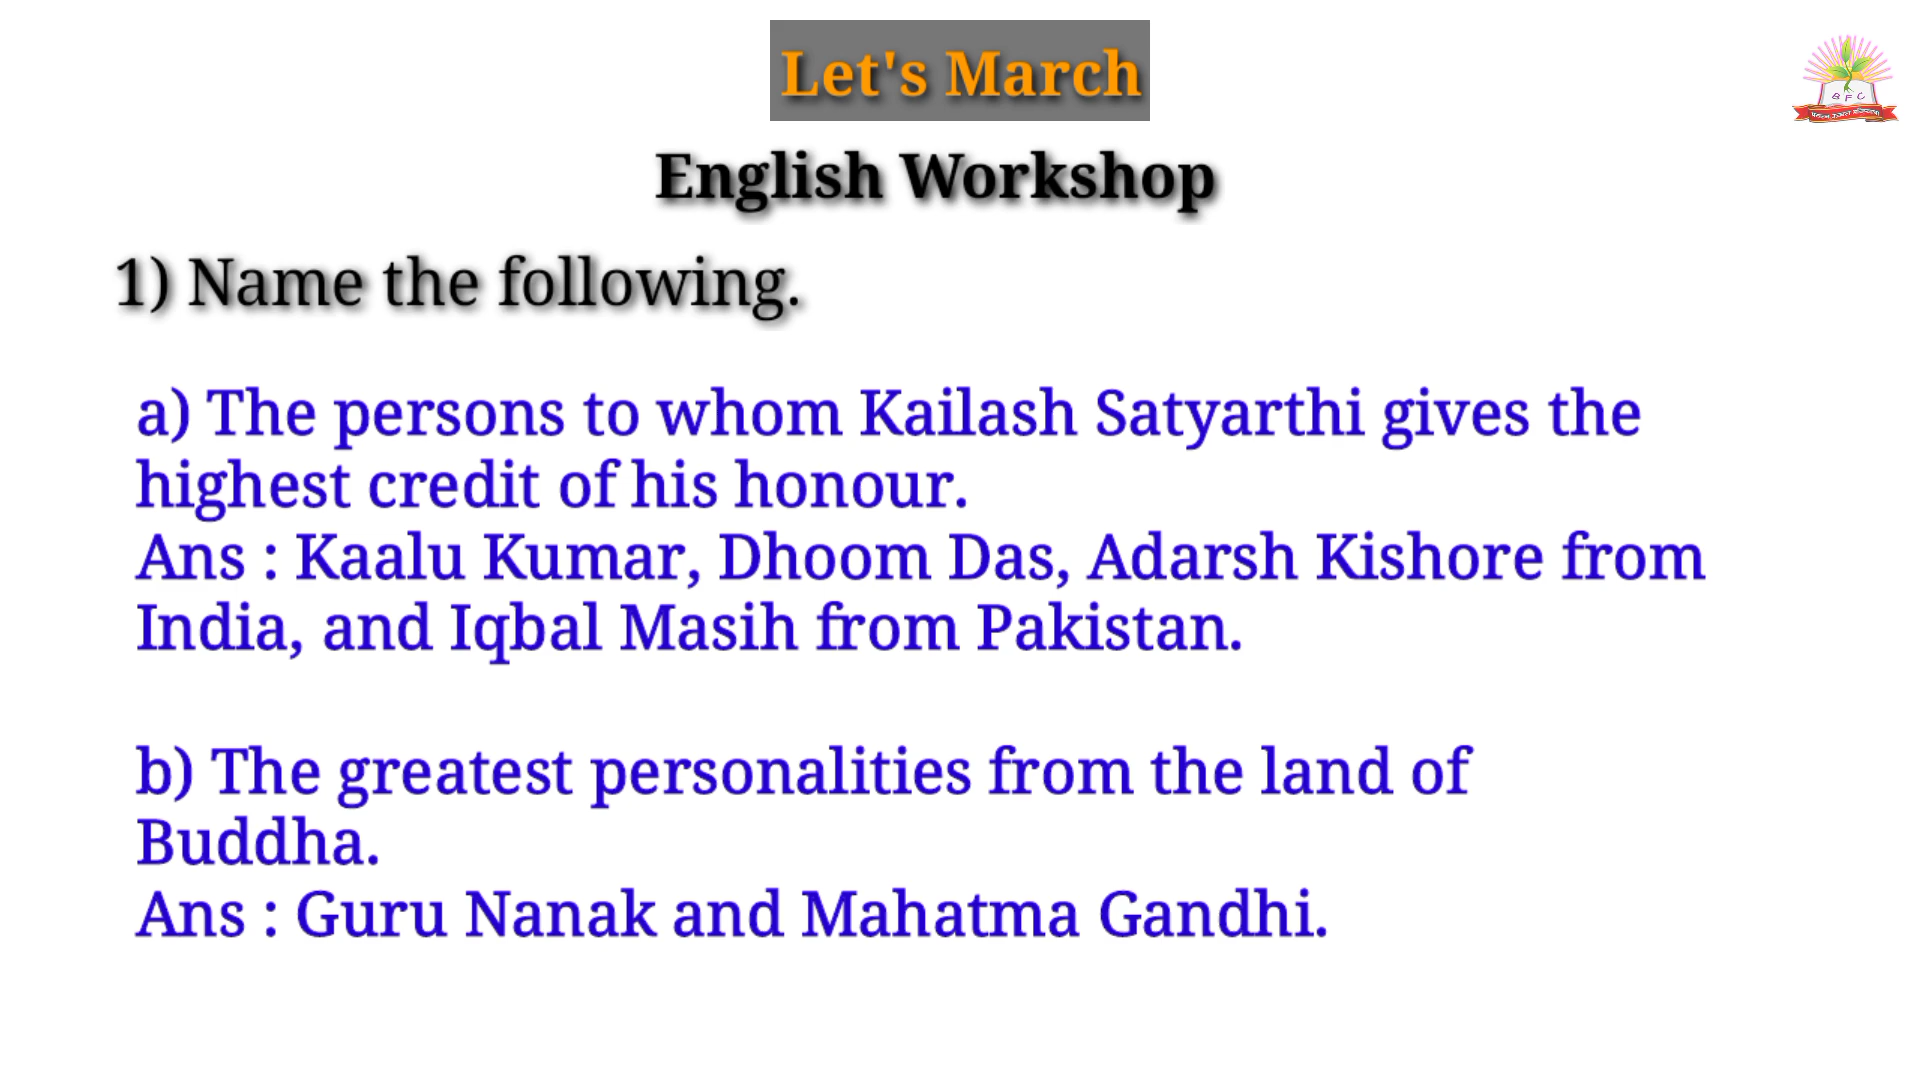 Let's March
English Workshop
1) Name the following.
a) The persons to whom Kailash Satyarthi gives the
highest credit of his honour.
Ans : Kaalu Kumar, Dhoom Das, Adarsh Kishore from
India, and Iqbal Masih from Pakistan.
b) The greatest personalities from the land of
Buddha.
Ans : Guru Nanak and Mahatma Gandhi.